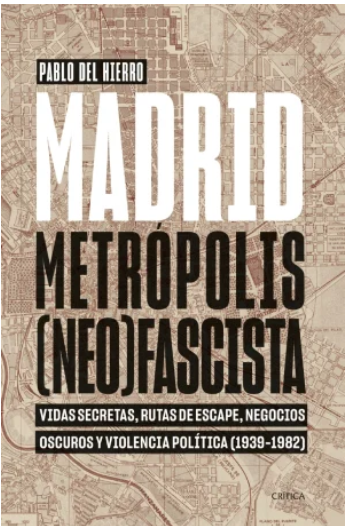 PABLO DEL HIERRO
MADRID
METRÓPOLIS
(NEO)FASCISTA
VIDAS SECRETAS, RUTAS DE ESCAPE, NEGOCIOS
OSCUROS Y VIOLENCIA POLÍTICA (1939-1982)
CRÍTICA